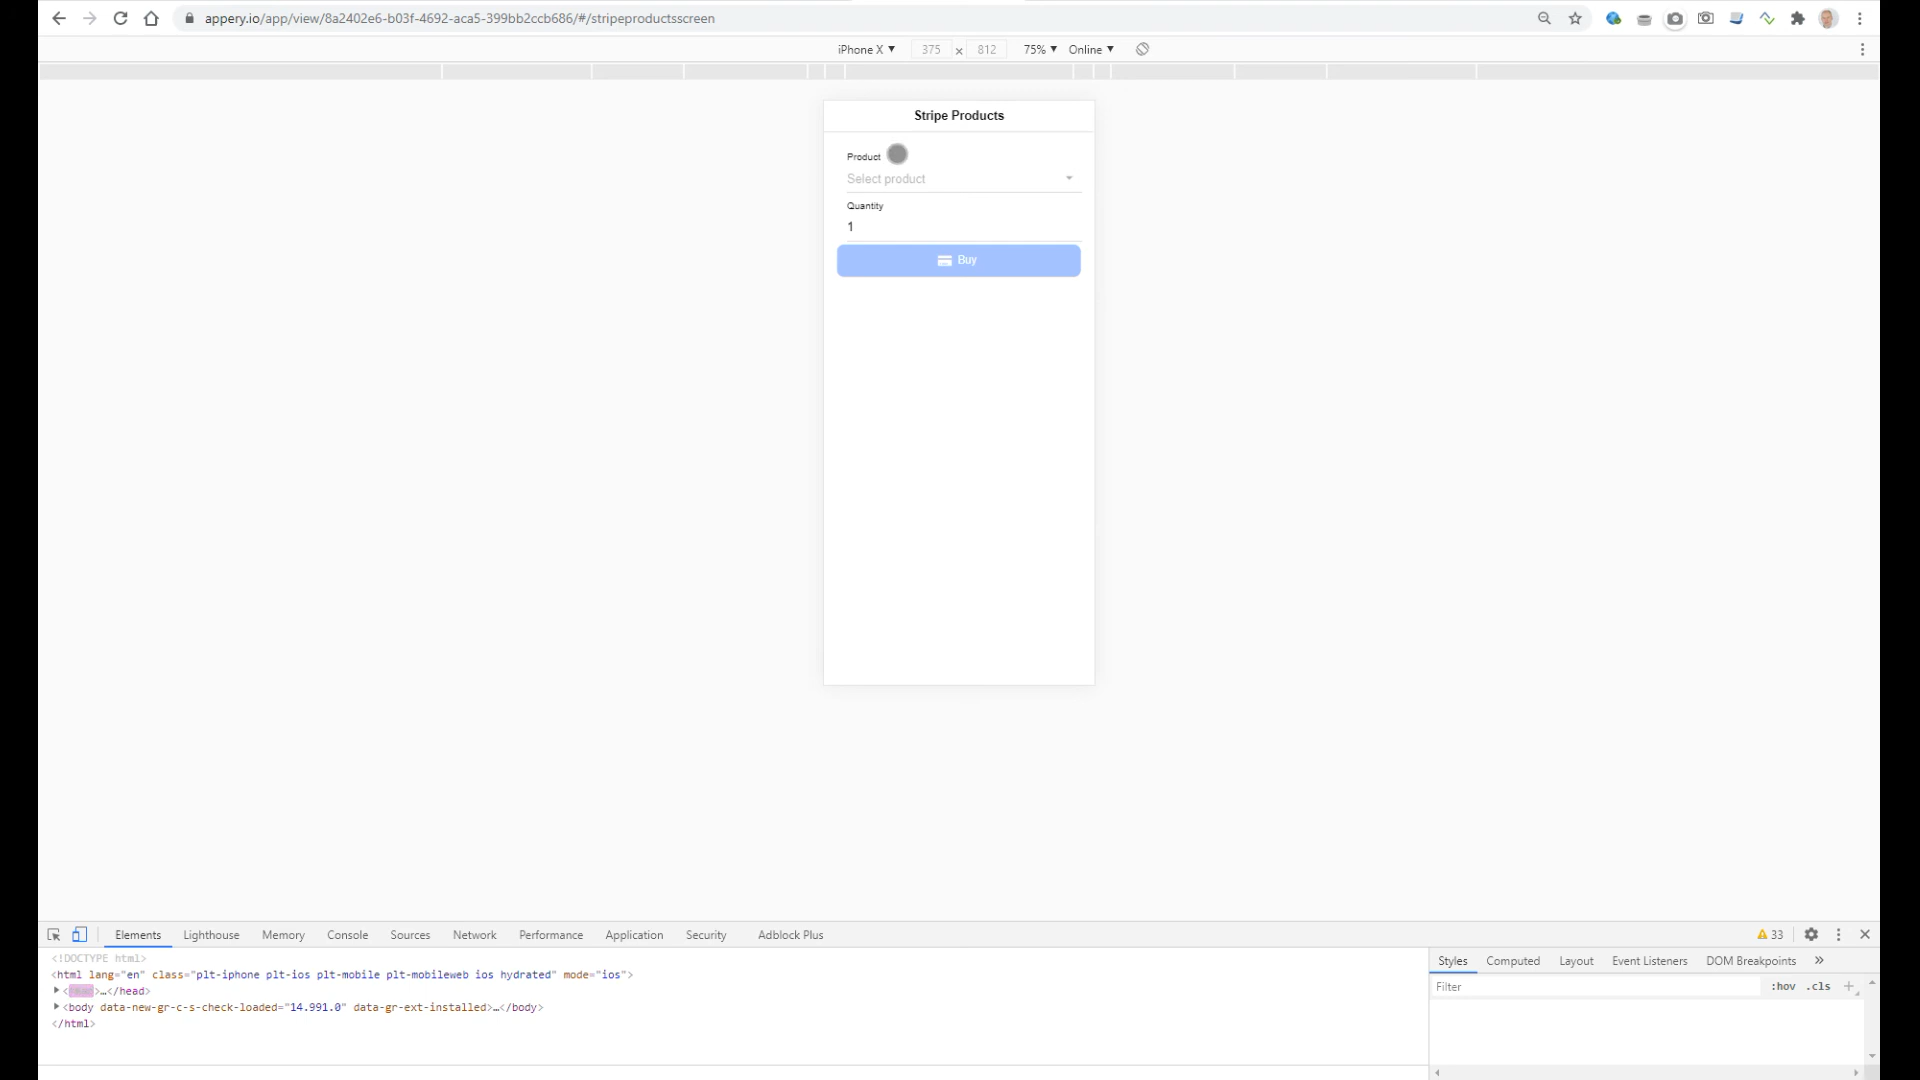 appery.io/app/view/8a2402e6-b03f-4692-aca5-399bb2ccb686/#/stripeproductsscreen
iPhone X ▼ 375 x 812 75% ▼ Online ▼
Stripe Products
Product
Select product
Quantity
1
Buy
Elements Lighthouse Memory Console Sources Network Performance Application Security Adblock Plus 33
<!DOCTYPE html>
<html lang="en" class="plt-iphone plt-ios plt-mobile plt-mobileweb ios hydrated" mode="ios">
<head>…</head>
<body data-new-gr-c-s-check-loaded="14.991.0" data-gr-ext-installed>…</body>
</html>
Styles Computed Layout Event Listeners DOM Breakpoints »
Filter :hov .cls +